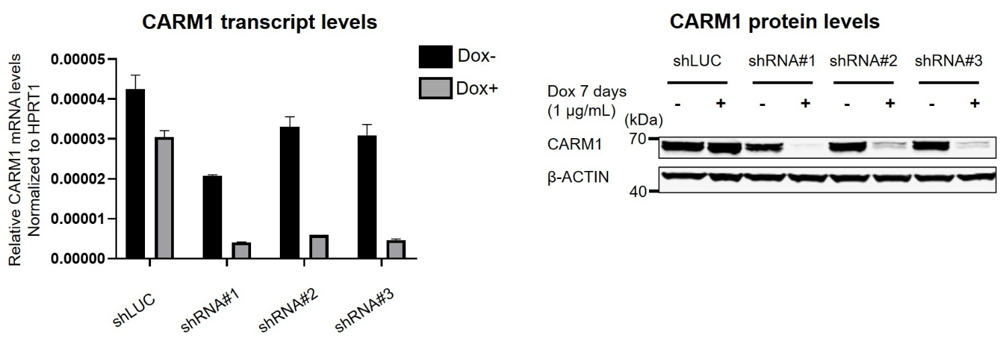 CARM1 transcript levels
Relative CARM1 mRNA levels
Normalized to HPRT1
0.00005
0.00004
0.00003
0.00002
0.00001
0.00000
shLUC
shRNA#1
shRNA#2
shRNA#3
Dox-
Dox+
CARM1 protein levels
shLUC shRNA#1 shRNA#2 shRNA#3
Dox 7 days
(1 µg/mL)
- + - + - + - +
(kDa)
70
CARM1
β-ACTIN
40